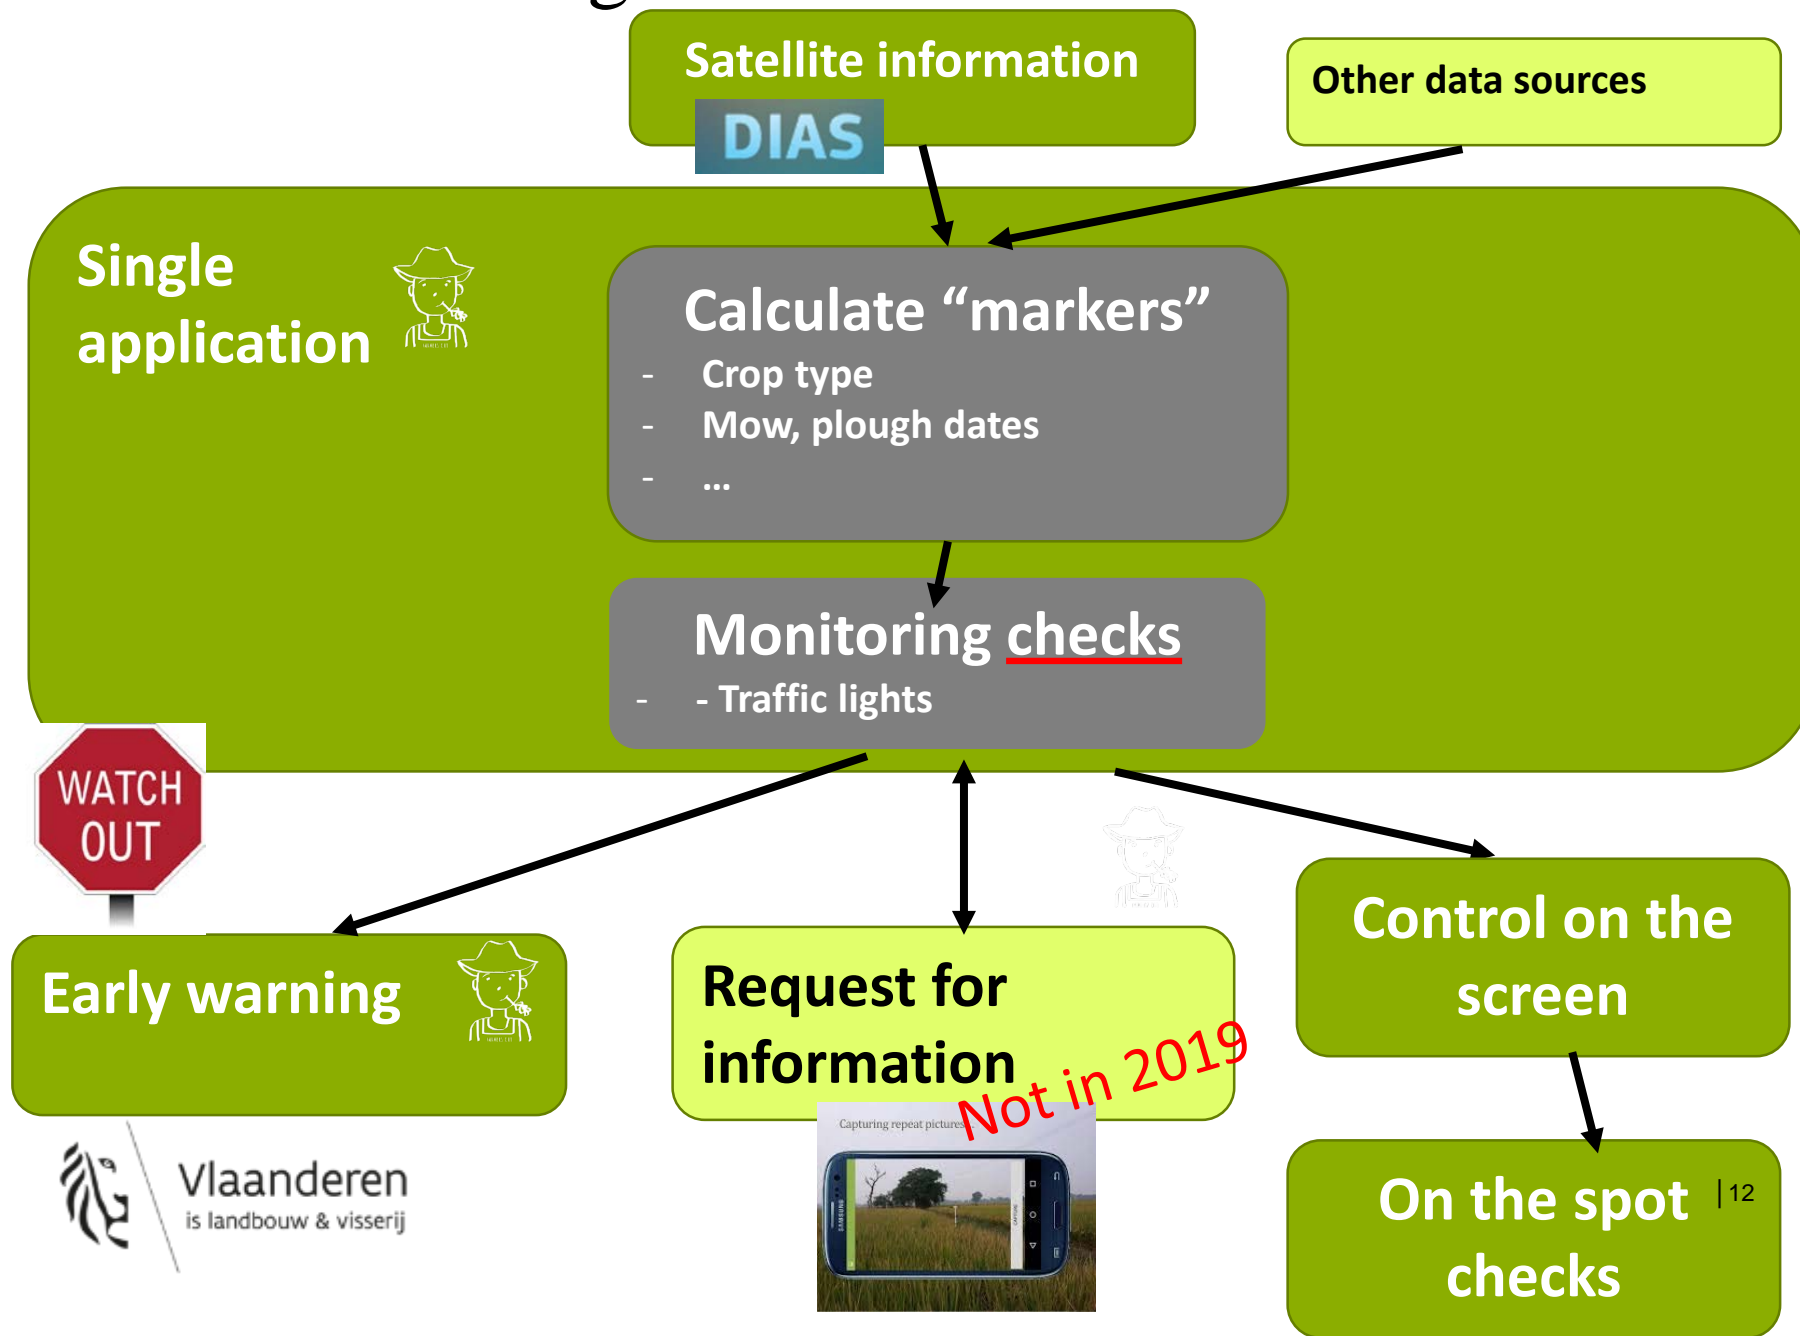 Satellite information
DIAS
Other data sources
Single
application
Calculate “markers”
- Crop type
- Mow, plough dates
- ...
Monitoring checks
- - Traffic lights
WATCH
OUT
Early warning
Request for
information
Not in 2019
Capturing repeat pictures...
SAMSUNG
CAPTURE
Control on the
screen
On the spot
checks
|12
Vlaanderen
is landbouw & visserij